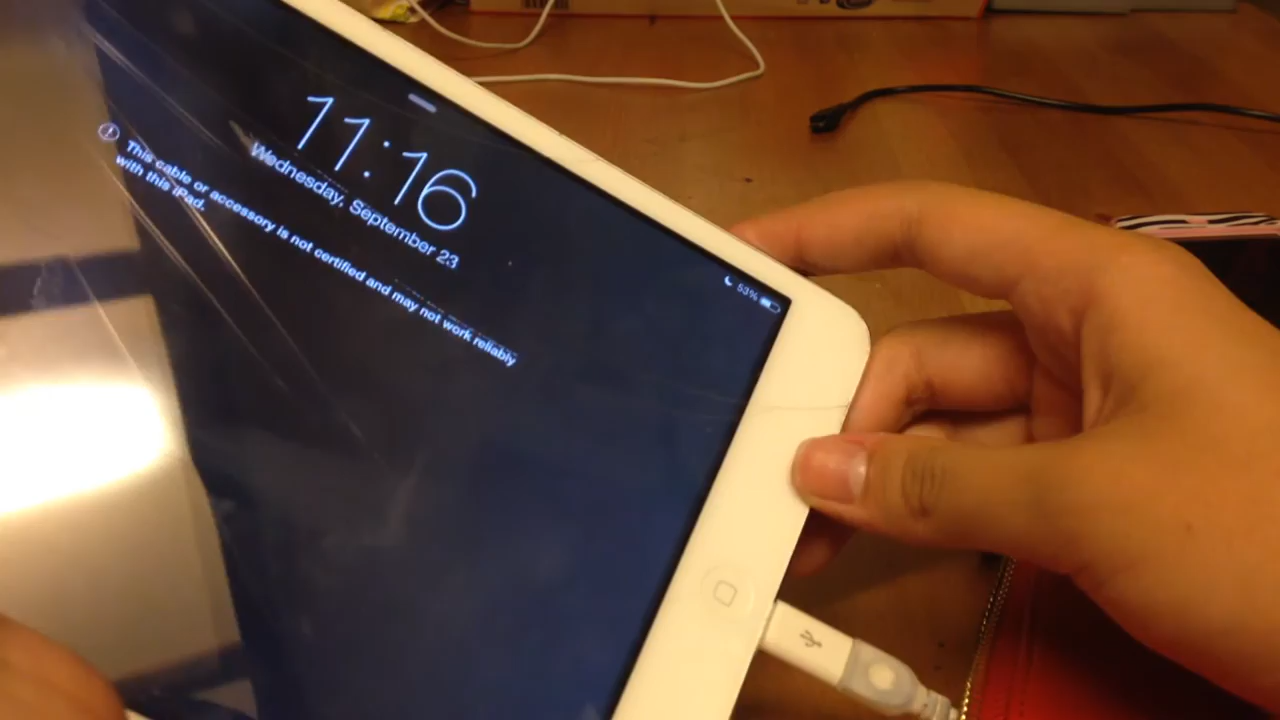 11:16
Wednesday, September 23
This cable or accessory is not certified and may not work reliably
with this iPad.
53%